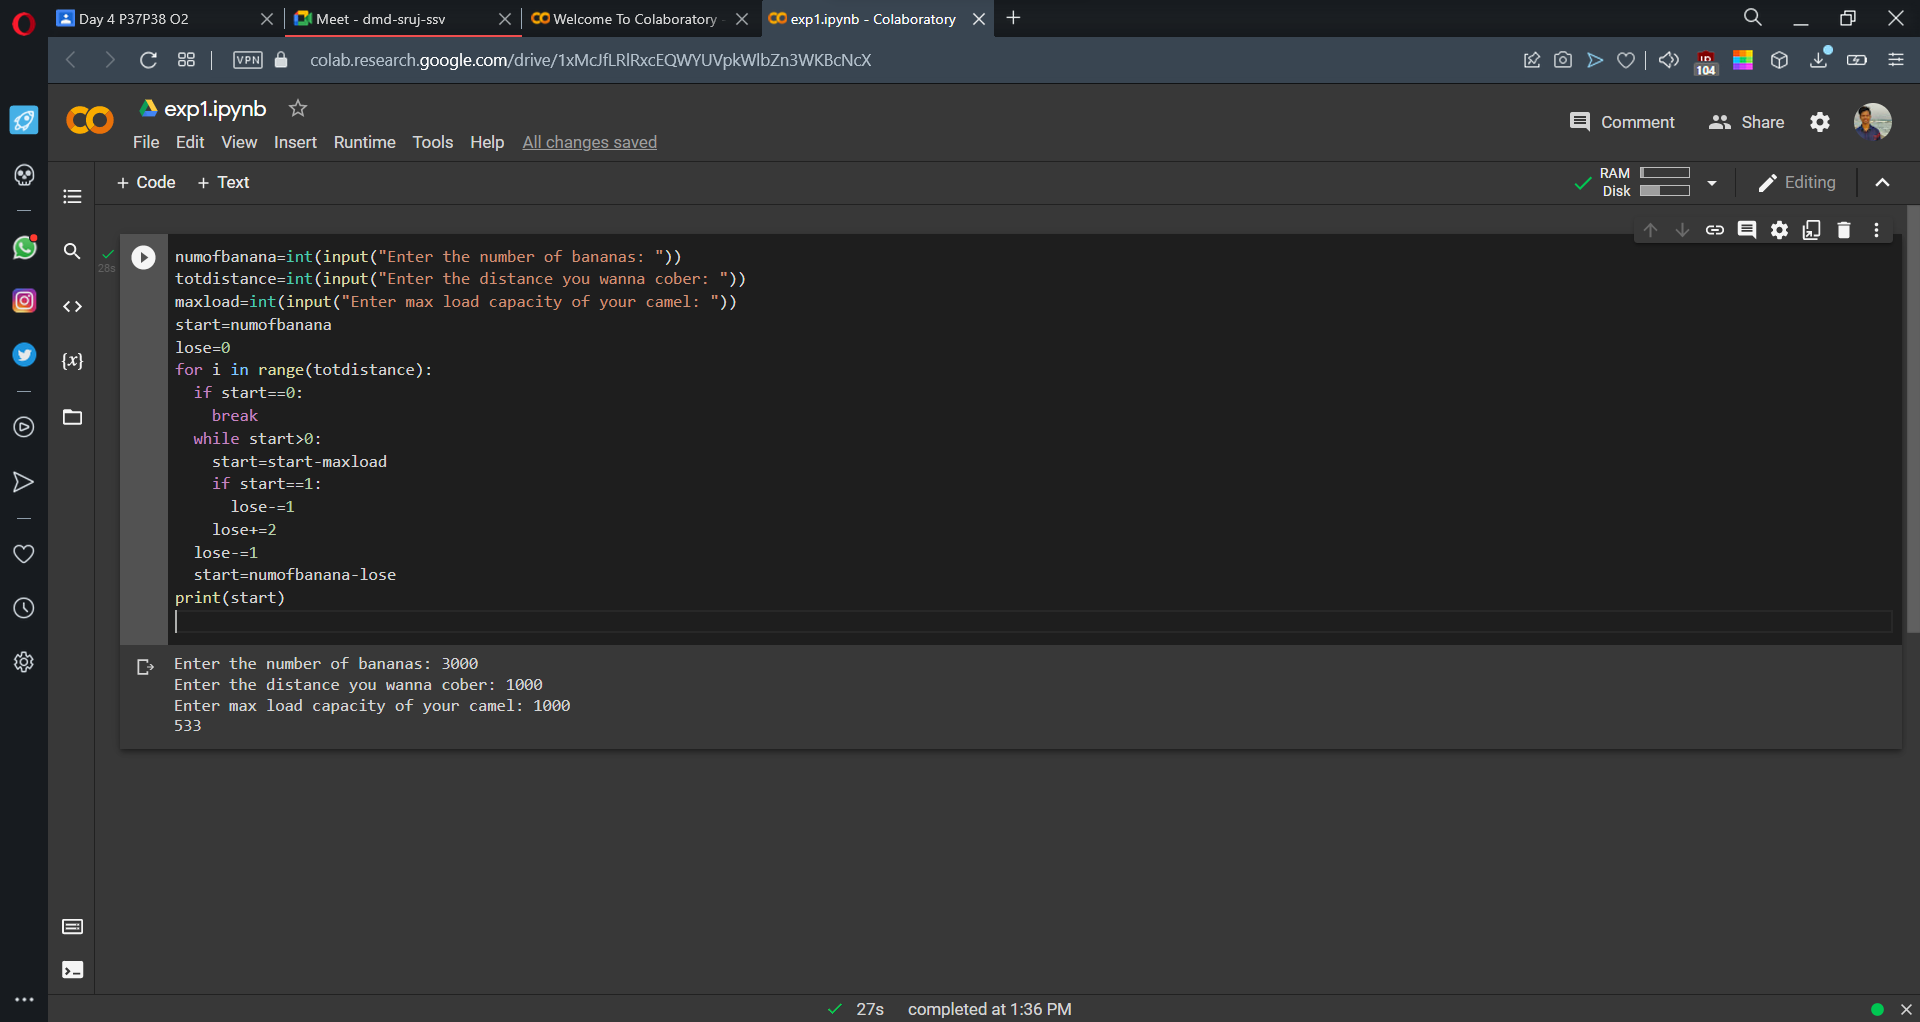 Day 4 P37P38 O2
Meet - dmd-sruj-ssv
Welcome To Colaboratory
exp1.ipynb - Colaboratory
VPN
colab.research.google.com/drive/1xMcJfLRlRxcEQWYUVpkWlbZn3WKBcNcX
104
exp1.ipynb
Comment
Share
File Edit View Insert Runtime Tools Help All changes saved
+ Code + Text
RAM
Disk
Editing
28s
numofbanana=int(input("Enter the number of bananas: "))
totdistance=int(input("Enter the distance you wanna cober: "))
maxload=int(input("Enter max load capacity of your camel: "))
start=numofbanana
lose=0
for i in range(totdistance):
  if start==0:
    break
  while start>0:
    start=start-maxload
    if start==1:
      lose-=1
    lose+=2
  lose-=1
  start=numofbanana-lose
print(start)
Enter the number of bananas: 3000
Enter the distance you wanna cober: 1000
Enter max load capacity of your camel: 1000
533
{x}
27s completed at 1:36 PM